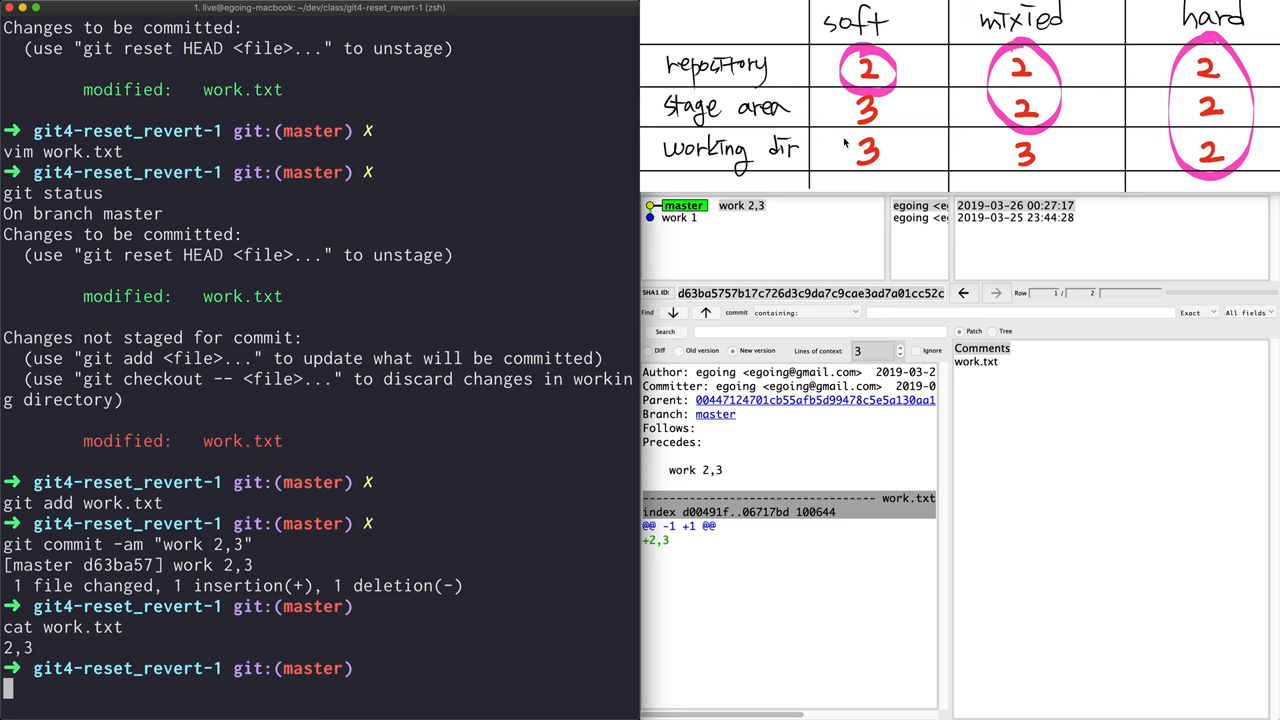 1. live@egoing-macbook: ~/dev/class/git4-reset_revert-1 (zsh)
Changes to be committed:
(use "git reset HEAD <file>..." to unstage)
modified: work.txt
➜ git4-reset_revert-1 git:(master) ✗
vim work.txt
➜ git4-reset_revert-1 git:(master) ✗
git status
On branch master
Changes to be committed:
(use "git reset HEAD <file>..." to unstage)
modified: work.txt
Changes not staged for commit:
(use "git add <file>..." to update what will be committed)
(use "git checkout -- <file>..." to discard changes in workin
g directory)
modified: work.txt
➜ git4-reset_revert-1 git:(master) ✗
git add work.txt
➜ git4-reset_revert-1 git:(master) ✗
git commit -am "work 2,3"
[master d63ba57] work 2,3
1 file changed, 1 insertion(+), 1 deletion(-)
➜ git4-reset_revert-1 git:(master)
cat work.txt
2,3
➜ git4-reset_revert-1 git:(master)
soft mixied hard
repository 2 2 2
stage area 3 2 2
working dir 3 3 2
master work 2,3 egoing <eg 2019-03-26 00:27:17
work 1 egoing <eg 2019-03-25 23:44:28
SHA1 ID: d63ba5757b17c726d3c9da7c9cae3ad7a01cc52c Row 1 / 2
Find commit containing: Exact All fields
Search
Diff Old version New version Lines of context: 3 Ignore
Patch Tree
Author: egoing <egoing@gmail.com> 2019-03-2
Committer: egoing <egoing@gmail.com> 2019-0
Parent: 00447124701cb55afb5d99478c5e5a130aa1
Branch: master
Follows:
Precedes:
work 2,3
---------------------------------- work.txt
index d00491f..06717bd 100644
@@ -1 +1 @@
+2,3
Comments
work.txt